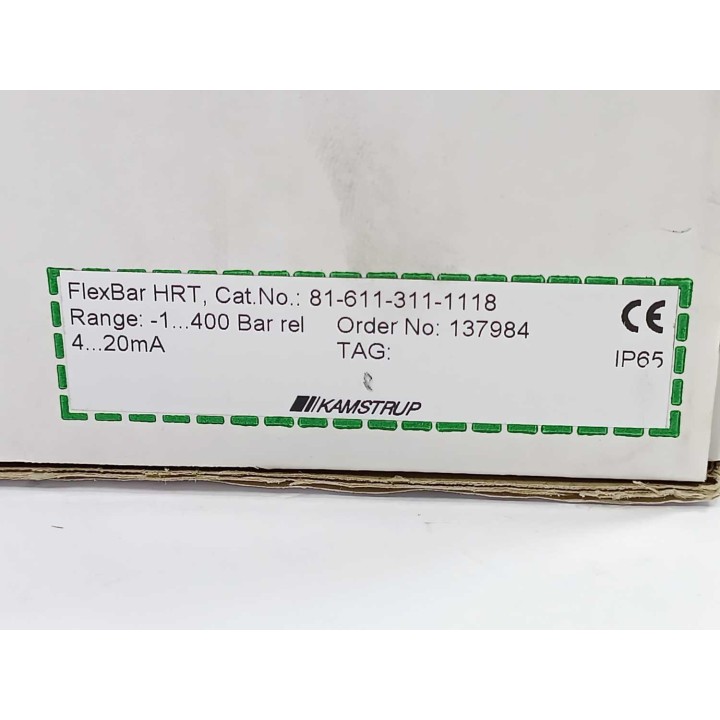 FlexBar HRT, Cat.No.: 81-611-311-1118
Range: -1...400 Bar rel Order No: 137984
4...20mA TAG:
CE
IP65
KAMSTRUP